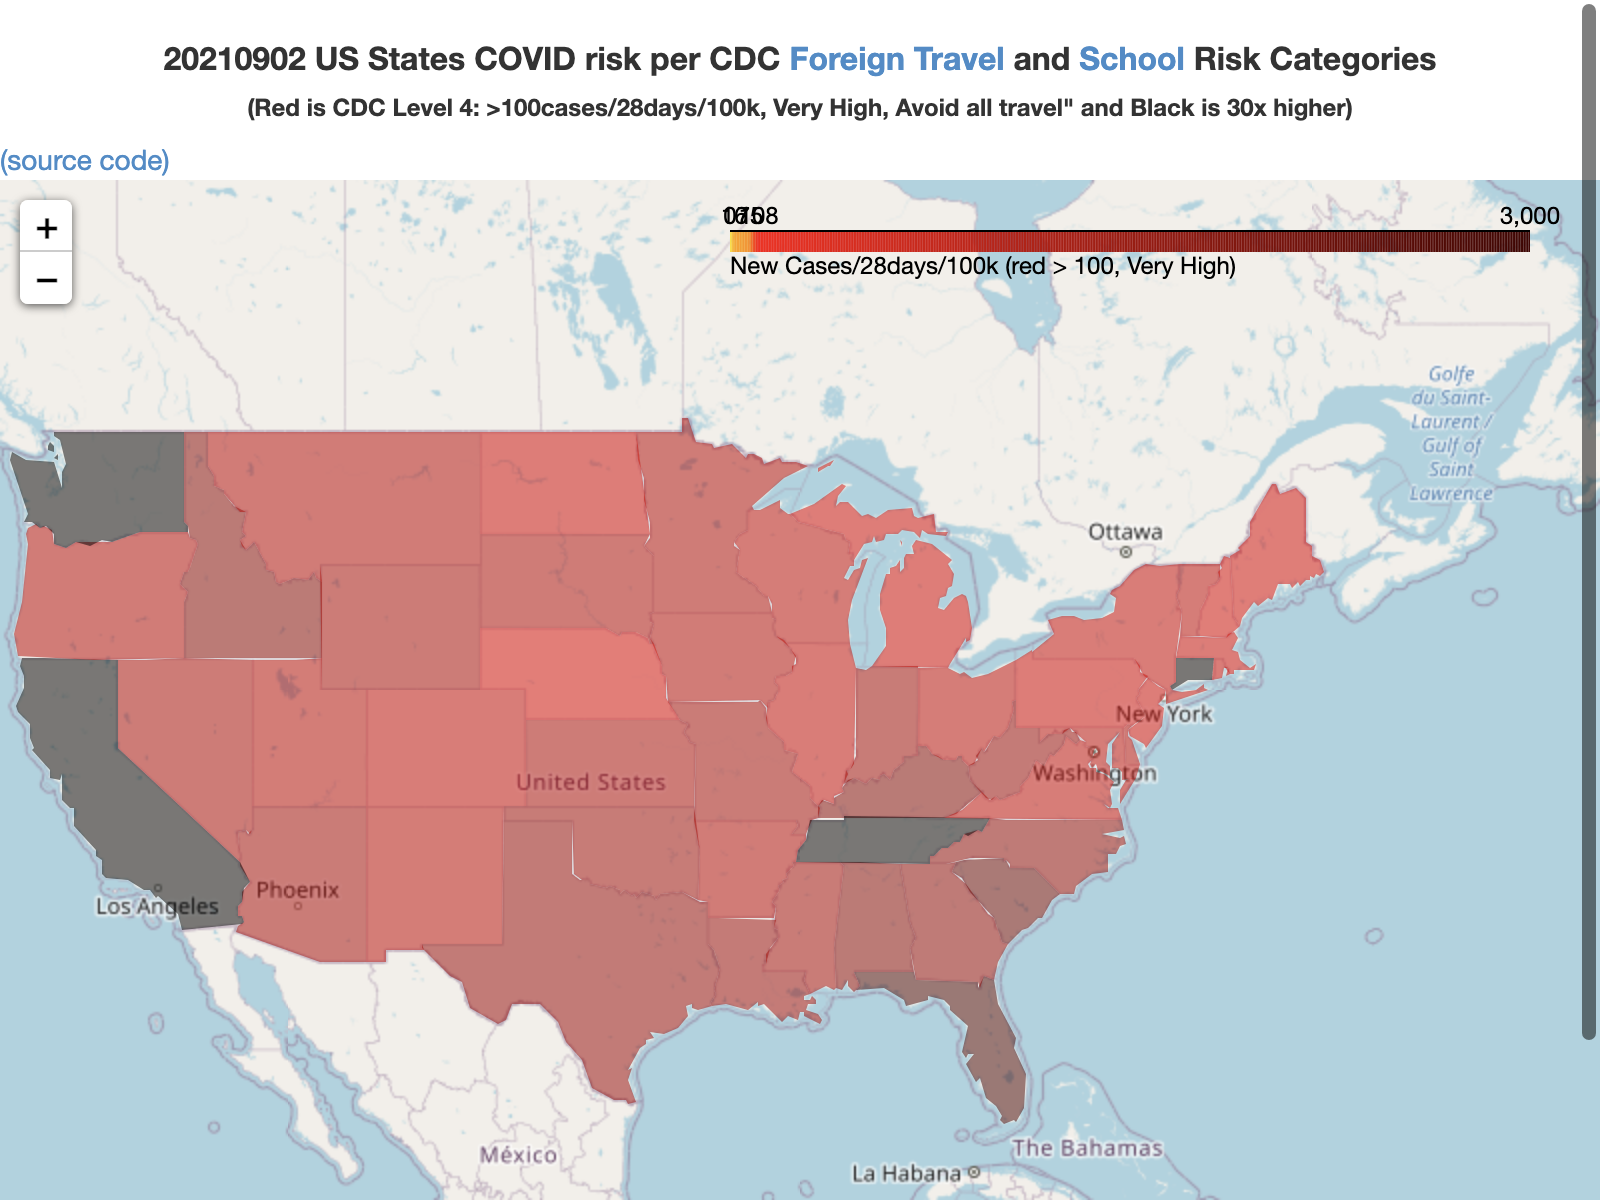 20210902 US States COVID risk per CDC Foreign Travel and School Risk Categories
(Red is CDC Level 4: >100cases/28days/100k, Very High, Avoid all travel" and Black is 30x higher)
(source code)
+
−
3,000
New Cases/28days/100k (red > 100, Very High)
Golfe
du Saint-
Laurent /
Gulf of
Saint
Lawrence
Ottawa
New York
Washington
United States
Phoenix
Los Angeles
México
The Bahamas
La Habana